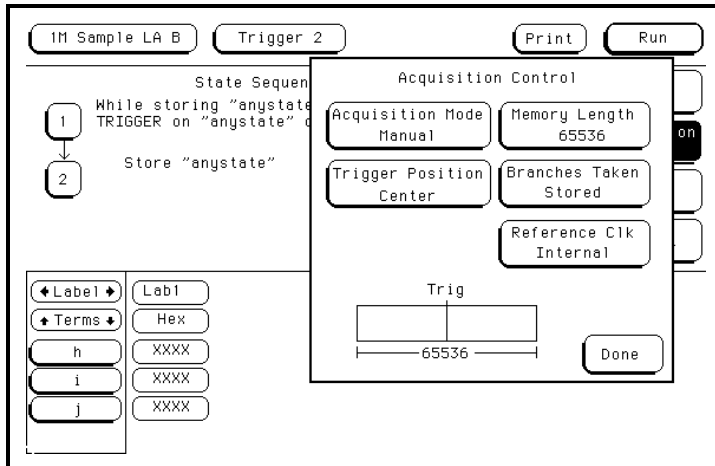 1M Sample LA B
Trigger 2
Print
Run
State Sequen
While storing "anystate
TRIGGER on "anystate"
1
Store "anystate"
2
on
Acquisition Control
Acquisition Mode
Manual
Memory Length
65536
Trigger Position
Center
Branches Taken
Stored
Reference Clk
Internal
Trig
65536
Done
Label
Lab1
Terms
Hex
h
XXXX
i
XXXX
j
XXXX